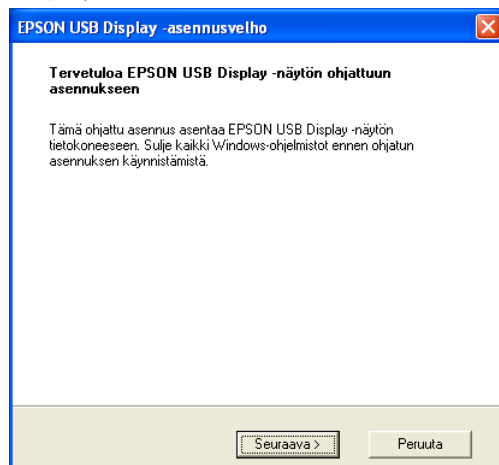 EPSON USB Display -asennusvelho
Tervetuloa EPSON USB Display -näytön ohjattuun
asennukseen
Tämä ohjattu asennus asentaa EPSON USB Display -näytön
tietokoneeseen. Sulje kaikki Windows-ohjelmistot ennen ohjatun
asennuksen käynnistämistä.
Seuraava >
Peruuta